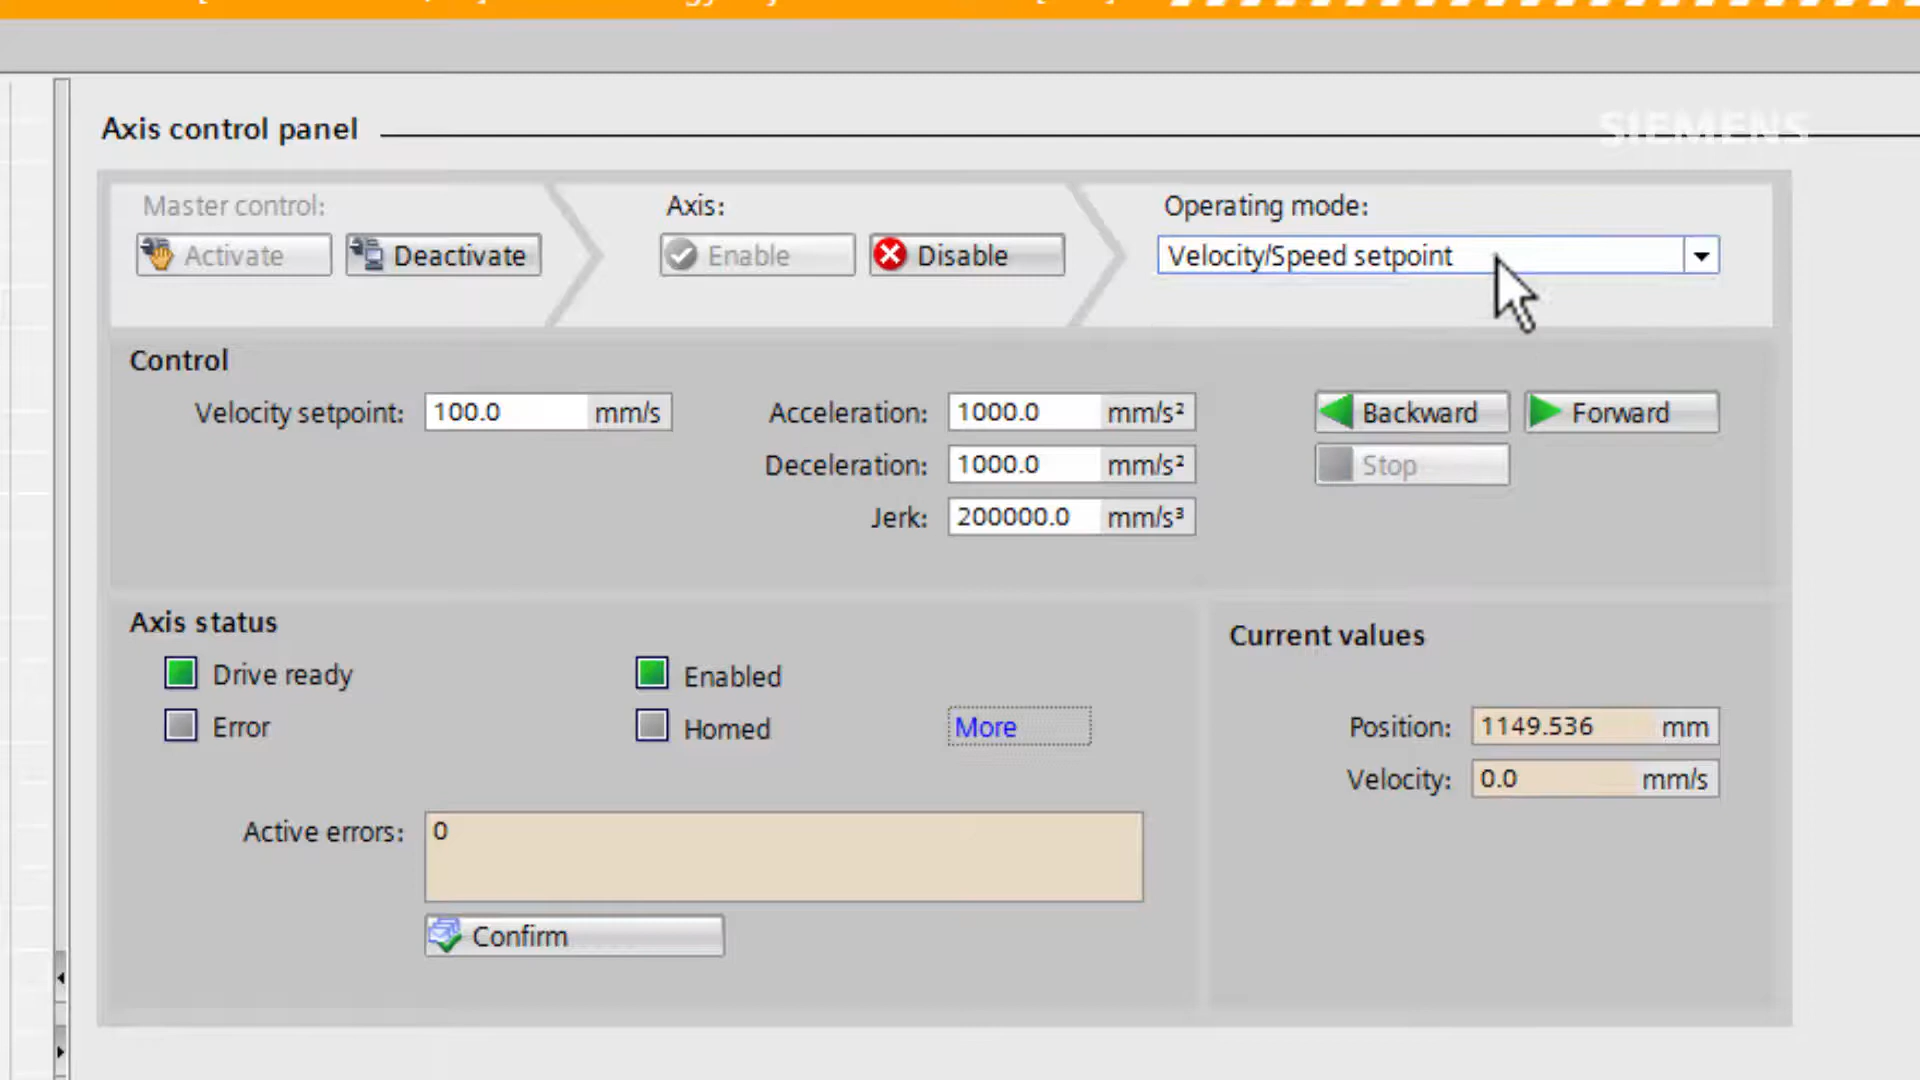 Axis control panel
SIEMENS
Master control:
Axis:
Operating mode:
Activate
Deactivate
Enable
Disable
Velocity/Speed setpoint
Control
Velocity setpoint: 100.0 mm/s
Acceleration: 1000.0 mm/s²
Backward
Forward
Deceleration: 1000.0 mm/s²
Stop
Jerk: 200000.0 mm/s³
Axis status
Current values
Drive ready
Enabled
Error
Homed
More
Position: 1149.536 mm
Velocity: 0.0 mm/s
Active errors: 0
Confirm